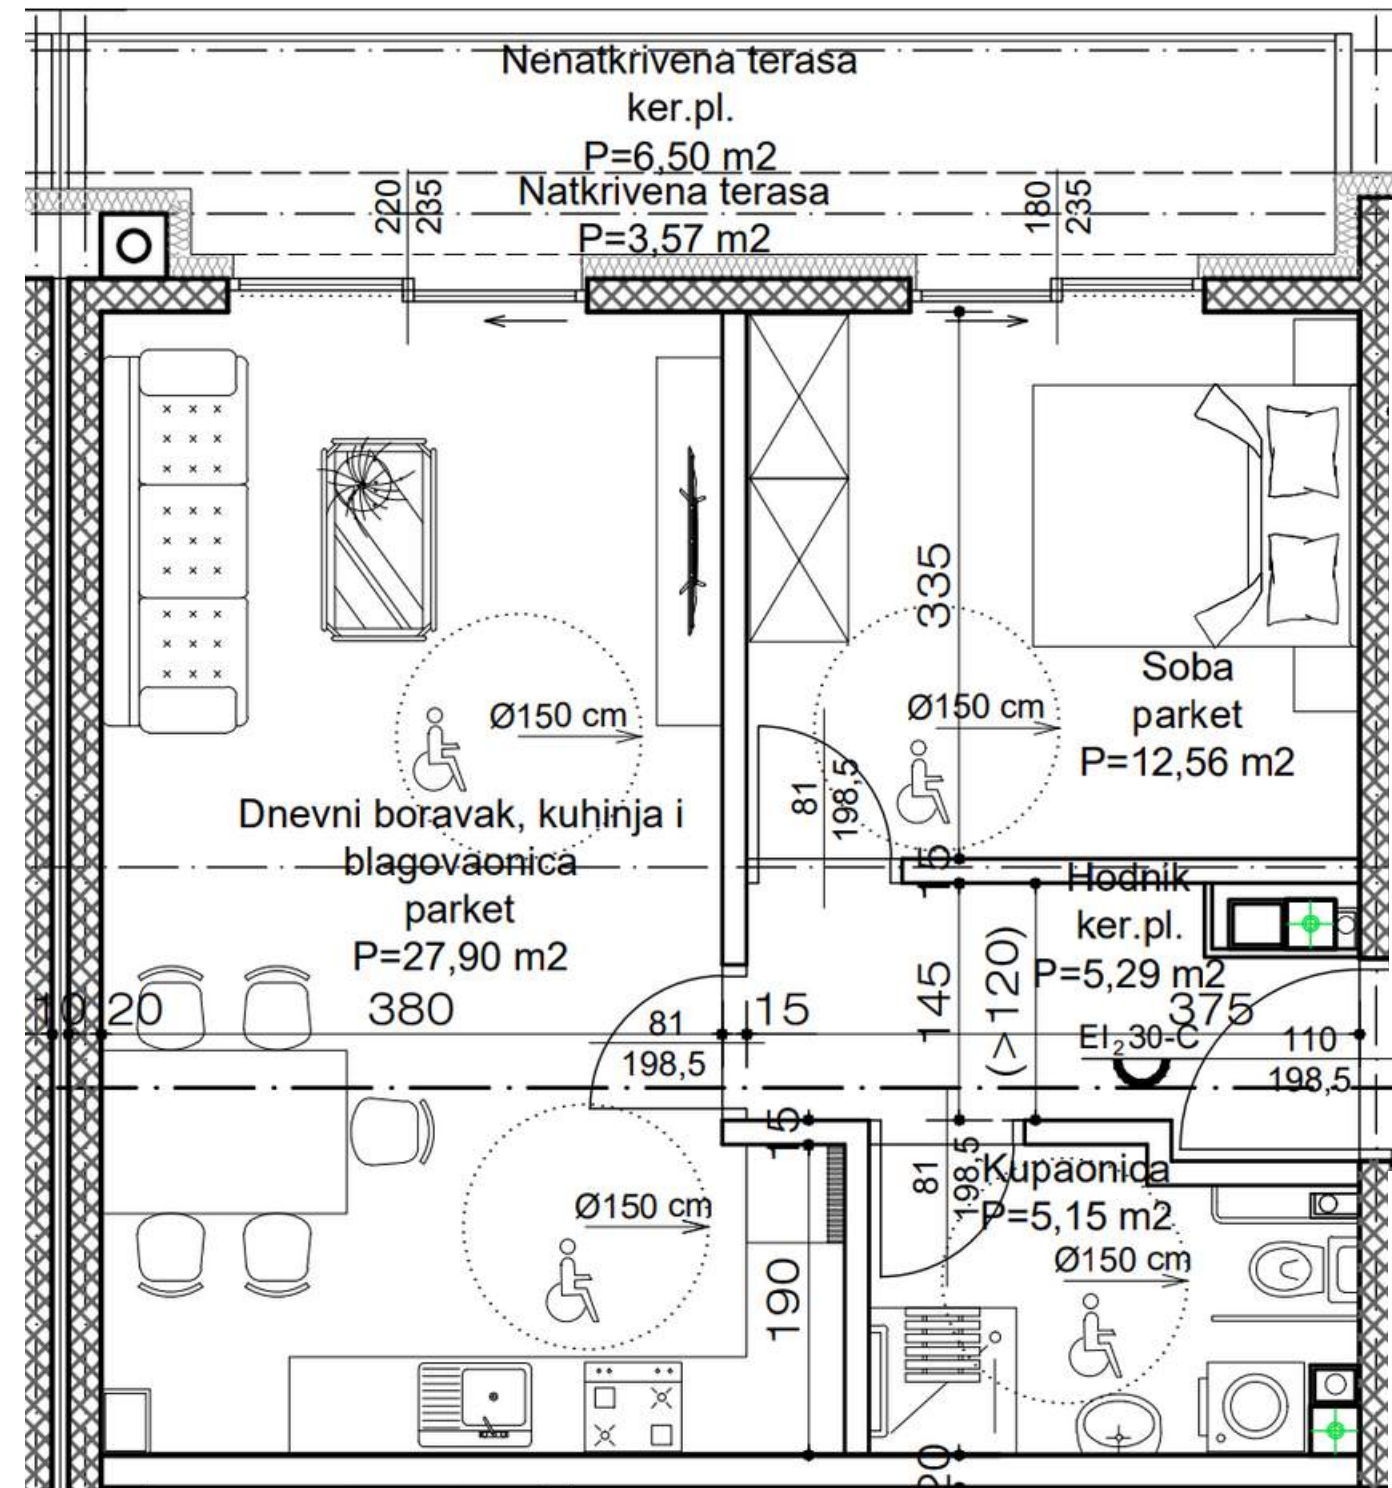 Nenatkrivena terasa
ker.pl.
P=6,50 m2
Natkrivena terasa
P=3,57 m2
220
235
180
235
335
Ø150 cm
Ø150 cm
Soba
parket
P=12,56 m2
81
198,5
Dnevni boravak, kuhinja i
blagovaonica
parket
P=27,90 m2
15
Hodnik
ker.pl.
P=5,29 m2
145
(>120)
10
20
380
15
375
81
198,5
EI₂30-C
110
198,5
15
81
198,5
Kupaonica
P=5,15 m2
Ø150 cm
Ø150 cm
190
20